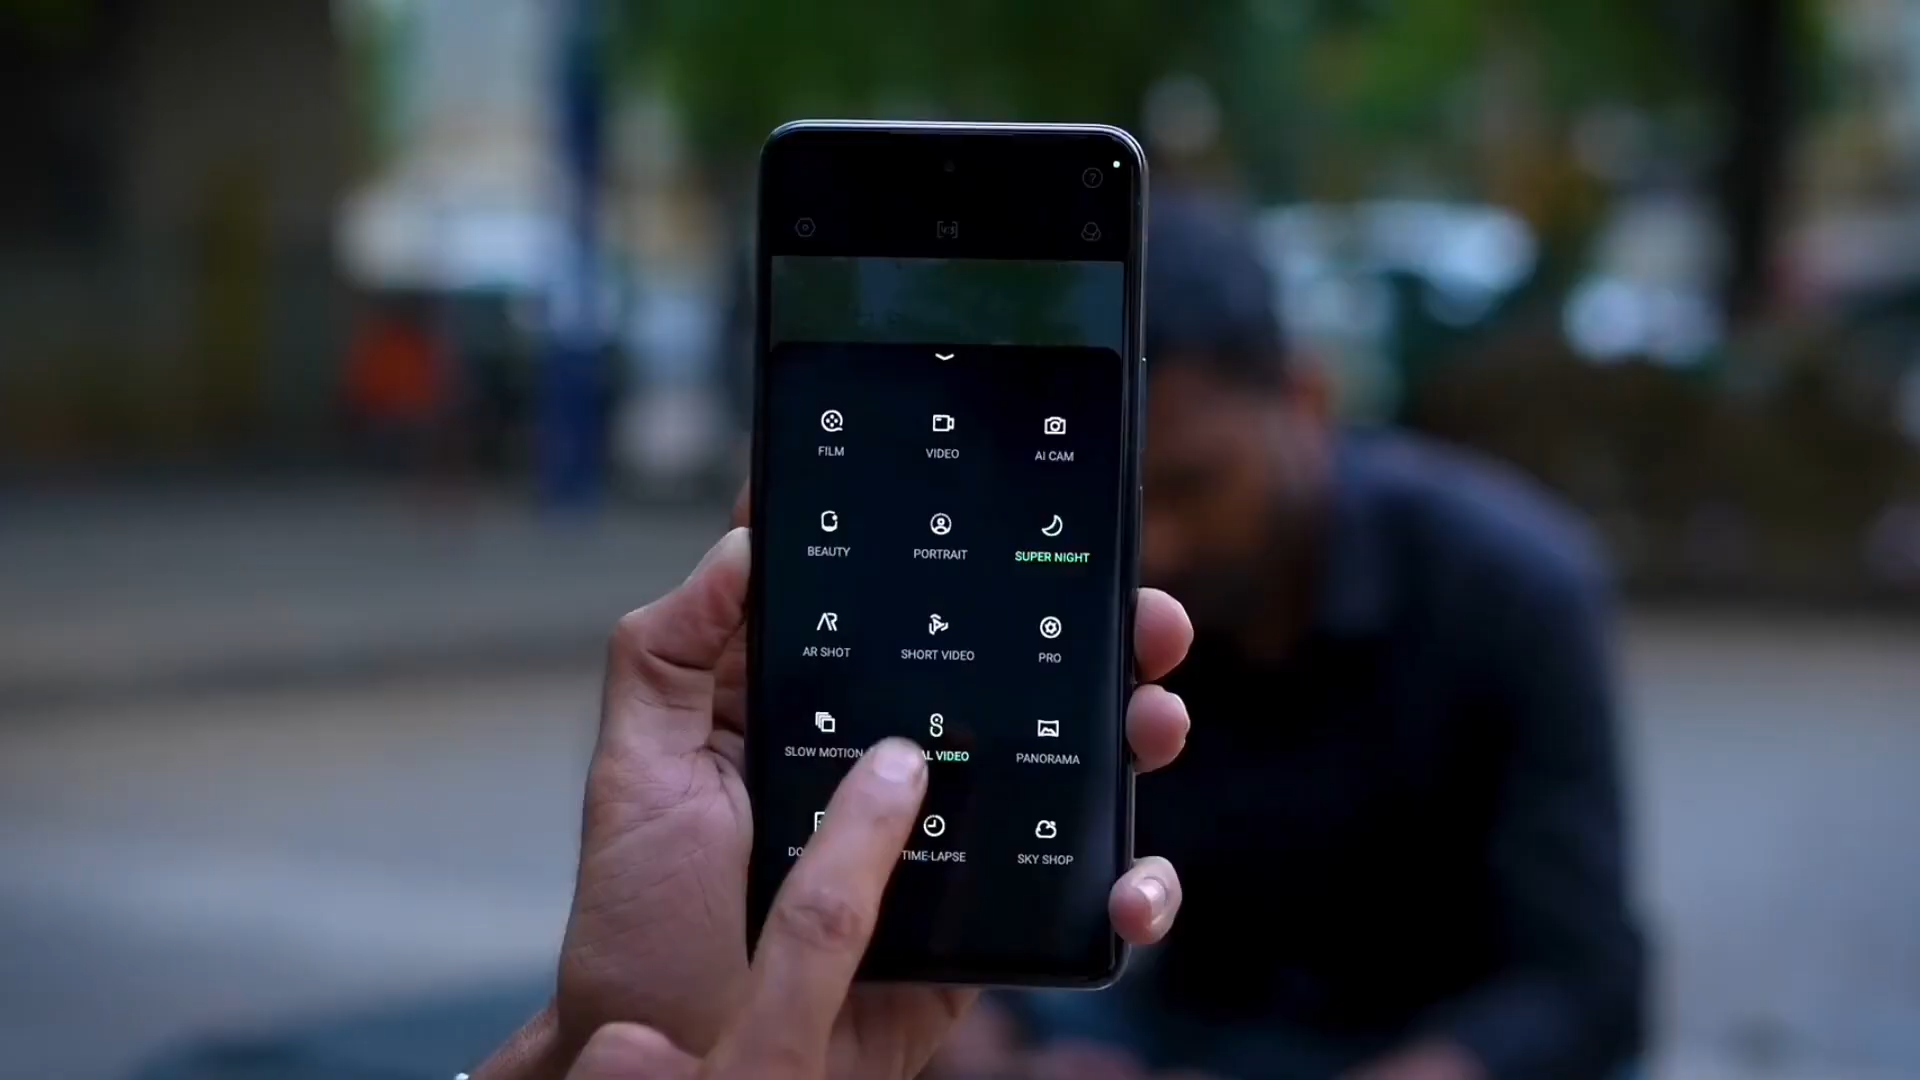 FILM VIDEO AI CAM
BEAUTY PORTRAIT SUPER NIGHT
AR SHOT SHORT VIDEO PRO
SLOW MOTION VIDEO PANORAMA
TIME-LAPSE SKY SHOP